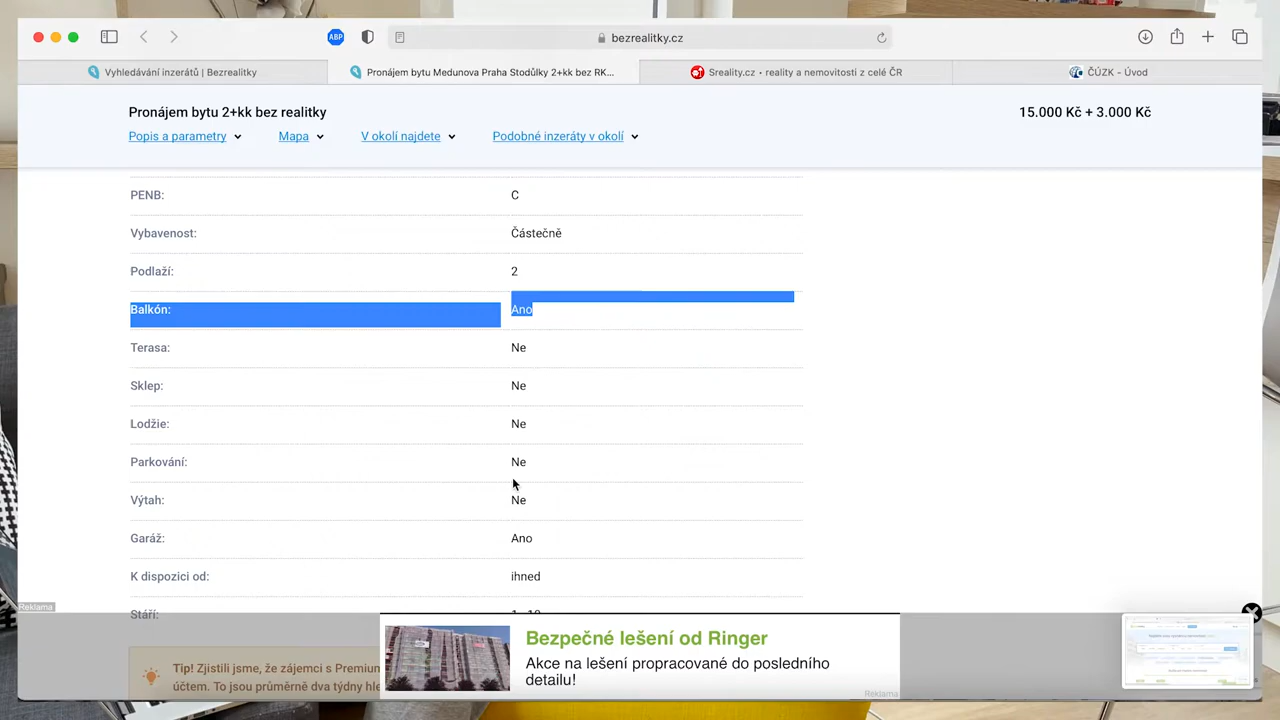 ABP
bezrealitky.cz
Vyhledávání inzerátů | Bezrealitky
Pronájem bytu Medunova Praha Stodůlky 2+kk bez RK...
Sreality.cz • reality a nemovitosti z celé ČR
ČÚZK - Úvod
Pronájem bytu 2+kk bez realitky
15.000 Kč + 3.000 Kč
Popis a parametry
Mapa
V okolí najdete
Podobné inzeráty v okolí
PENB: C
Vybavenost: Částečně
Podlaží: 2
Balkón: Ano
Terasa: Ne
Sklep: Ne
Lodžie: Ne
Parkování: Ne
Výtah: Ne
Garáž: Ano
K dispozici od: ihned
Reklama
Stáří:
Bezpečné lešení od Ringer
Akce na lešení propracované do posledního
detailu!
Reklama
Tip! Zjistili jsme, že zájemci s Premium
účtem. To jsou průměrně dva týdny